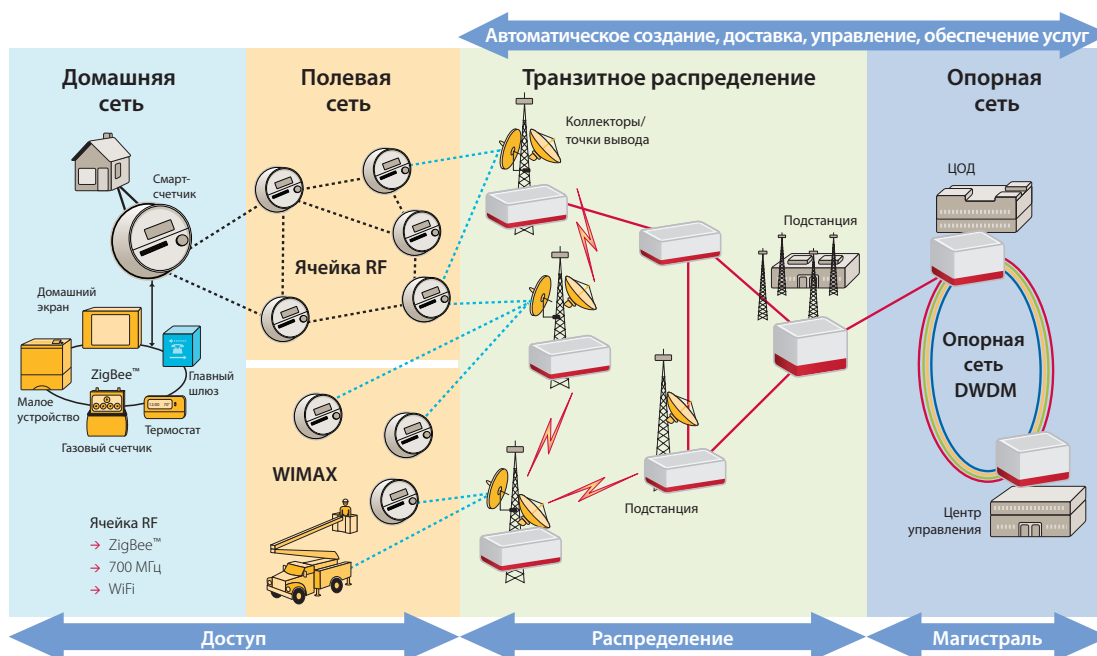 Автоматическое создание, доставка, управление, обеспечение услуг
Домашняя
сеть
Полевая
сеть
Транзитное распределение
Опорная
сеть
Коллекторы/
точки вывода
Смарт-
счетчик
ЦОД
Подстанция
Ячейка RF
Домашний
экран
ZigBee™
Главный
шлюз
Малое
устройство
Термостат
Газовый счетчик
Опорная
сеть
DWDM
WIMAX
Подстанция
Центр
управления
Ячейка RF
→ ZigBee™
→ 700 МГц
→ WiFi
Доступ
Распределение
Магистраль